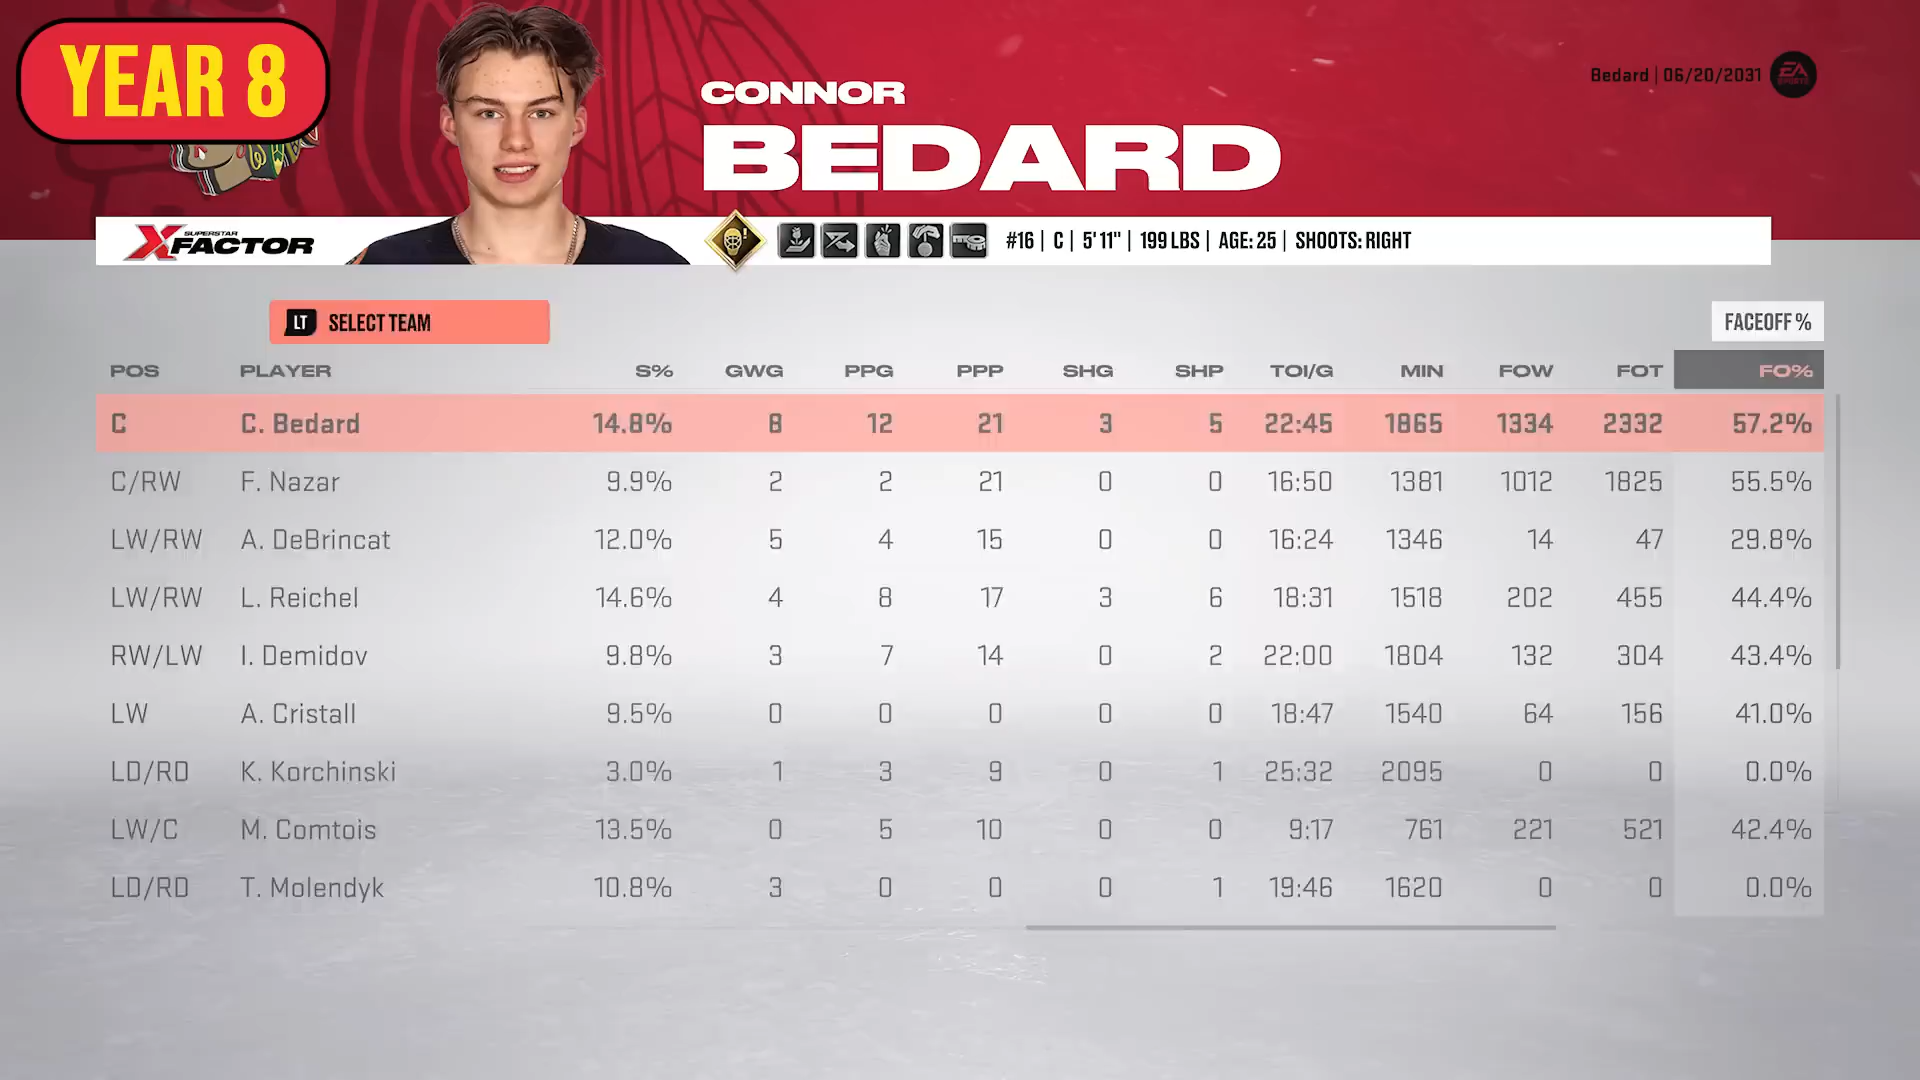 YEAR 8
CONNOR
BEDARD
Bedard | 06/20/2031
EA
SPORTS
SUPERSTAR
X FACTOR
#16 | C | 5'11" | 199 LBS | AGE: 25 | SHOOTS: RIGHT
LT SELECT TEAM
FACEOFF %
POS PLAYER S% GWG PPG PPP SHG SHP TOI/G MIN FOW FOT FO%
C C. Bedard 14.8% 8 12 21 3 5 22:45 1865 1334 2332 57.2%
C/RW F. Nazar 9.9% 2 2 21 0 0 16:50 1381 1012 1825 55.5%
LW/RW A. DeBrincat 12.0% 5 4 15 0 0 16:24 1346 14 47 29.8%
LW/RW L. Reichel 14.6% 4 8 17 3 6 18:31 1518 202 455 44.4%
RW/LW I. Demidov 9.8% 3 7 14 0 2 22:00 1804 132 304 43.4%
LW A. Cristall 9.5% 0 0 0 0 0 18:47 1540 64 156 41.0%
LD/RD K. Korchinski 3.0% 1 3 9 0 1 25:32 2095 0 0 0.0%
LW/C M. Comtois 13.5% 0 5 10 0 0 9:17 761 221 521 42.4%
LD/RD T. Molendyk 10.8% 3 0 0 0 1 19:46 1620 0 0 0.0%